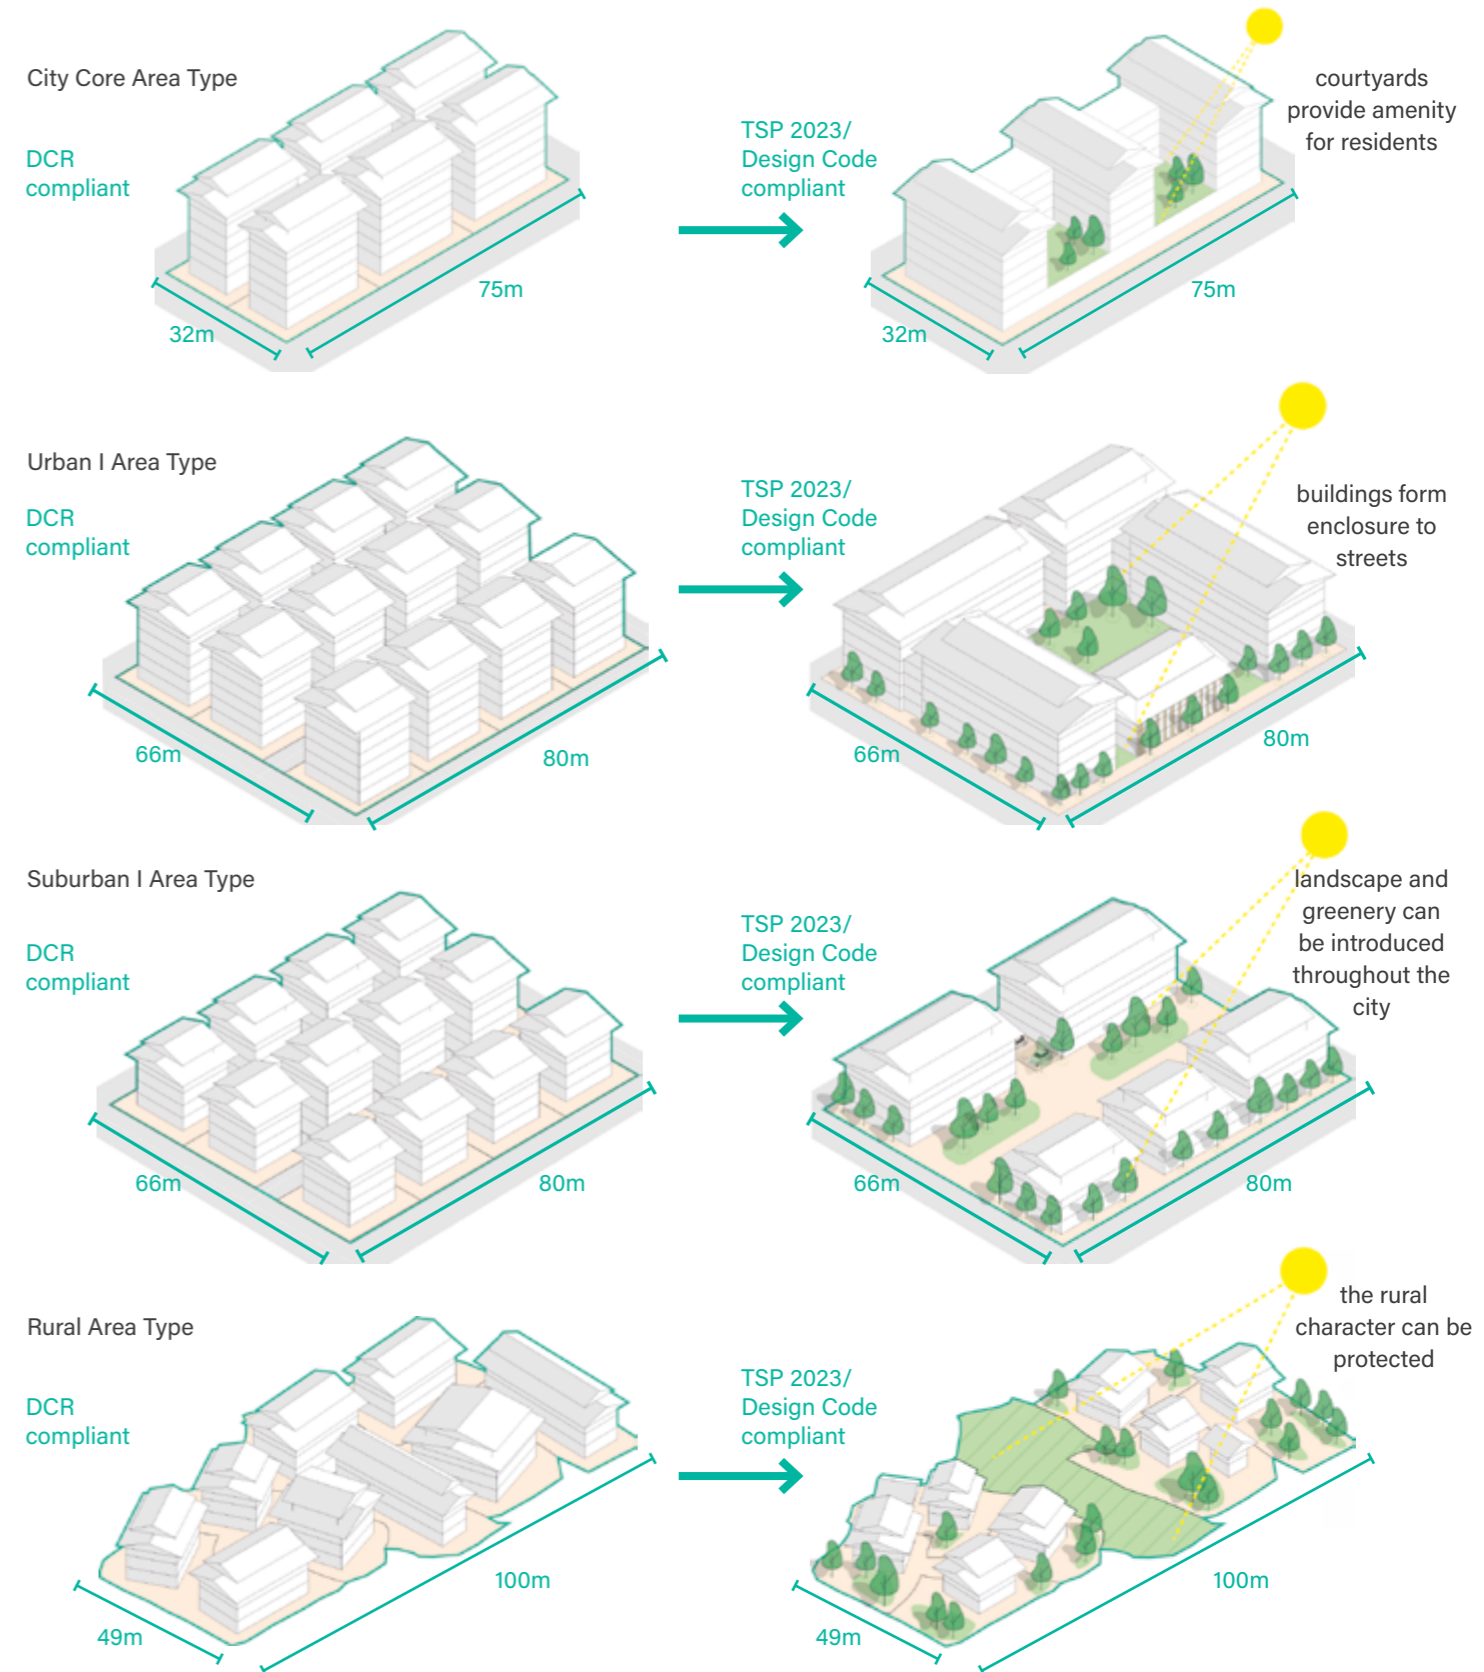 City Core Area Type
DCR
compliant
32m
75m
TSP 2023/
Design Code
compliant
32m
75m
courtyards
provide amenity
for residents
Urban I Area Type
DCR
compliant
66m
80m
TSP 2023/
Design Code
compliant
66m
80m
buildings form
enclosure to
streets
Suburban I Area Type
DCR
compliant
66m
80m
TSP 2023/
Design Code
compliant
66m
80m
landscape and
greenery can
be introduced
throughout the
city
Rural Area Type
DCR
compliant
49m
100m
TSP 2023/
Design Code
compliant
49m
100m
the rural
character can be
protected